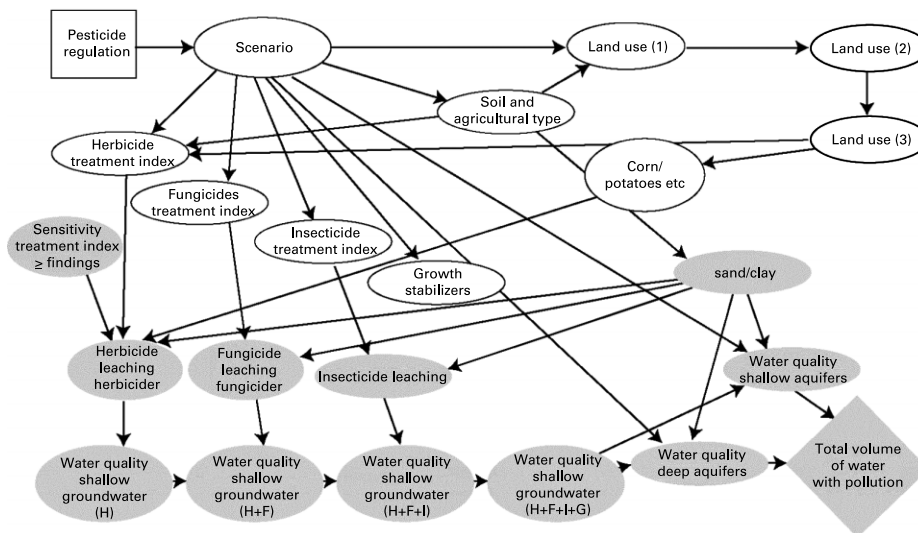 Pesticide
regulation
Scenario
Land use (1)
Land use (2)
Soil and
agricultural type
Land use (3)
Herbicide
treatment index
Corn/
potatoes etc
Fungicides
treatment index
Sensitivity
treatment index
≥ findings
Insecticide
treatment index
Growth
stabilizers
sand/clay
Herbicide
leaching
herbicider
Fungicide
leaching
fungicider
Insecticide leaching
Water quality
shallow aquifers
Water quality
shallow
groundwater
(H)
Water quality
shallow
groundwater
(H+F)
Water quality
shallow
groundwater
(H+F+I)
Water quality
shallow
groundwater
(H+F+I+G)
Water quality
deep aquifers
Total volume
of water
with pollution